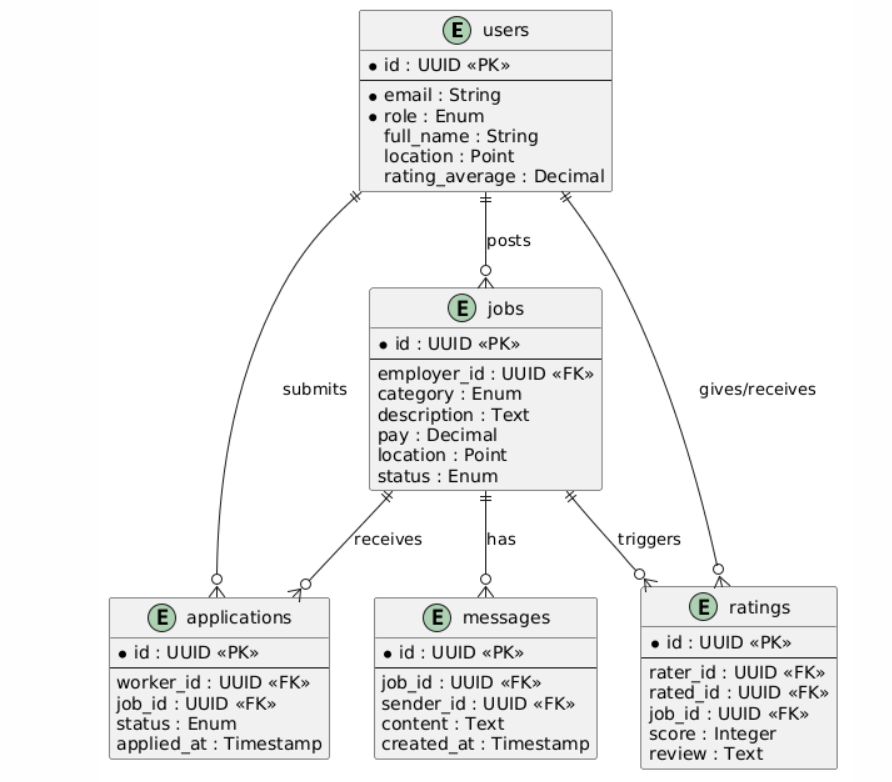 E users
id : UUID «PK»
email : String
role : Enum
full_name : String
location : Point
rating_average : Decimal
posts
E jobs
id : UUID «PK»
employer_id : UUID «FK»
category : Enum
description : Text
pay : Decimal
location : Point
status : Enum
submits
gives/receives
receives
has
triggers
E applications
id : UUID «PK»
worker_id : UUID «FK»
job_id : UUID «FK»
status : Enum
applied_at : Timestamp
E messages
id : UUID «PK»
job_id : UUID «FK»
sender_id : UUID «FK»
content : Text
created_at : Timestamp
E ratings
id : UUID «PK»
rater_id : UUID «FK»
rated_id : UUID «FK»
job_id : UUID «FK»
score : Integer
review : Text